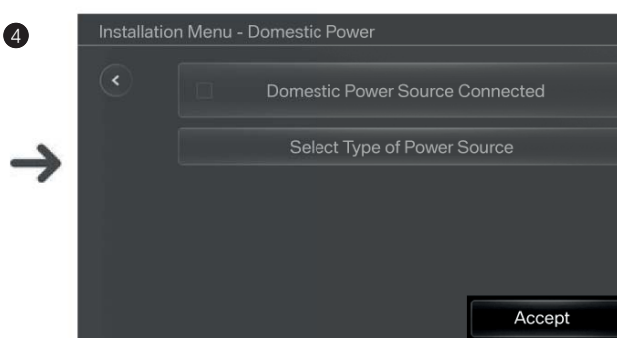 4
Installation Menu - Domestic Power
Domestic Power Source Connected
Select Type of Power Source
Accept